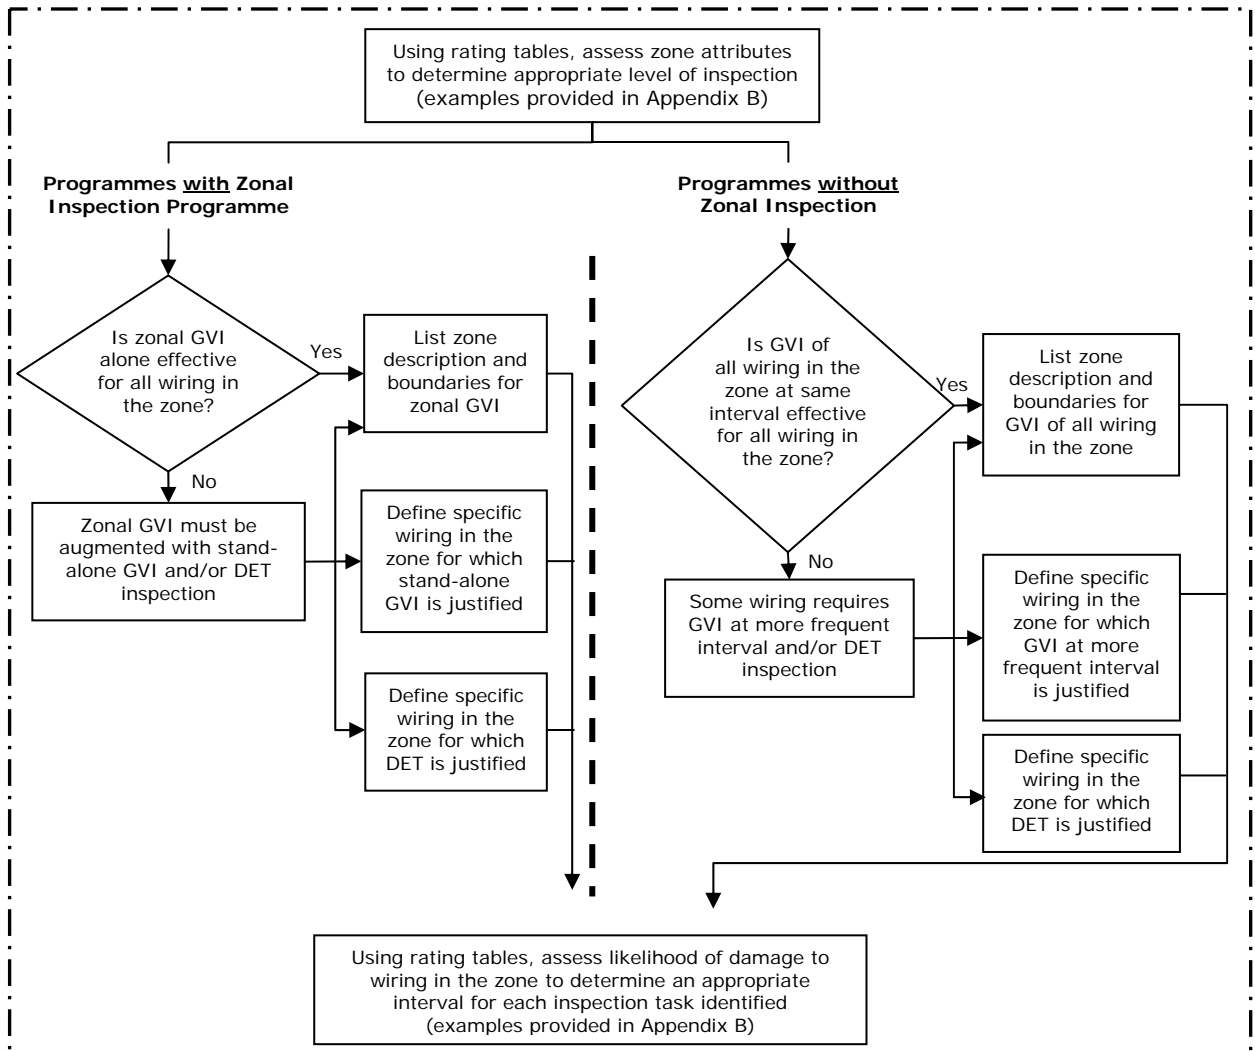 Using rating tables, assess zone attributes
to determine appropriate level of inspection
(examples provided in Appendix B)
Programmes with Zonal
Inspection Programme
Is zonal GVI
alone effective
for all wiring in
the zone?
Yes
No
List zone
description and
boundaries for
zonal GVI
Zonal GVI must be
augmented with stand-
alone GVI and/or DET
inspection
Define specific
wiring in the
zone for which
stand-alone
GVI is justified
Define specific
wiring in the
zone for which
DET is justified
Programmes without
Zonal Inspection
Is GVI of
all wiring in the
zone at same
interval effective
for all wiring in
the zone?
Yes
No
List zone
description and
boundaries for
GVI of all wiring
in the zone
Some wiring requires
GVI at more frequent
interval and/or DET
inspection
Define specific
wiring in the
zone for which
GVI at more
frequent interval
is justified
Define specific
wiring in the
zone for which
DET is justified
Using rating tables, assess likelihood of damage to
wiring in the zone to determine an appropriate
interval for each inspection task identified
(examples provided in Appendix B)